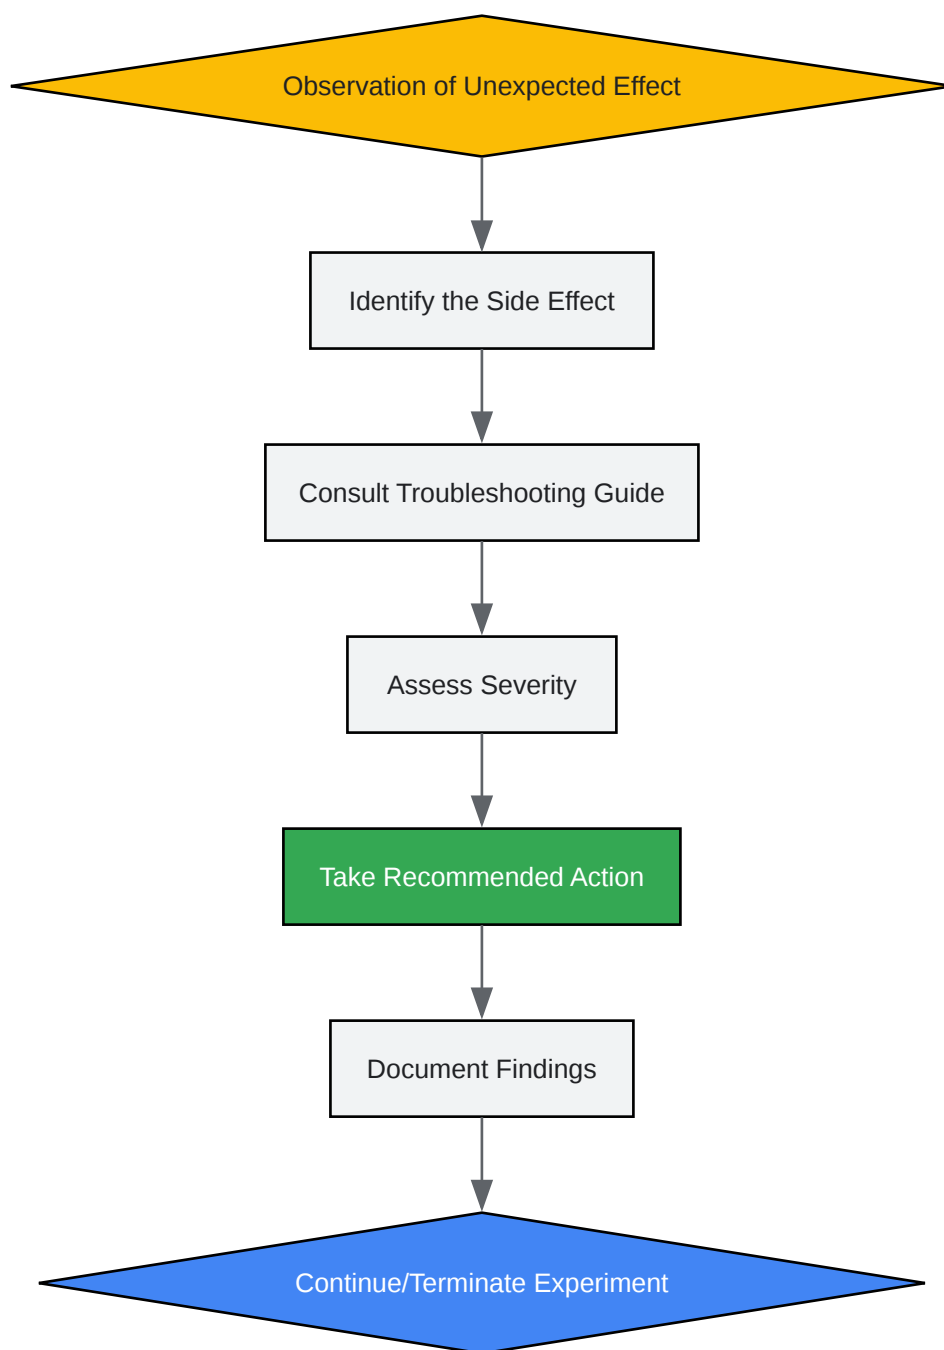 Observation of Unexpected Effect
Identify the Side Effect
Consult Troubleshooting Guide
Assess Severity
Take Recommended Action
Document Findings
Continue/Terminate Experiment